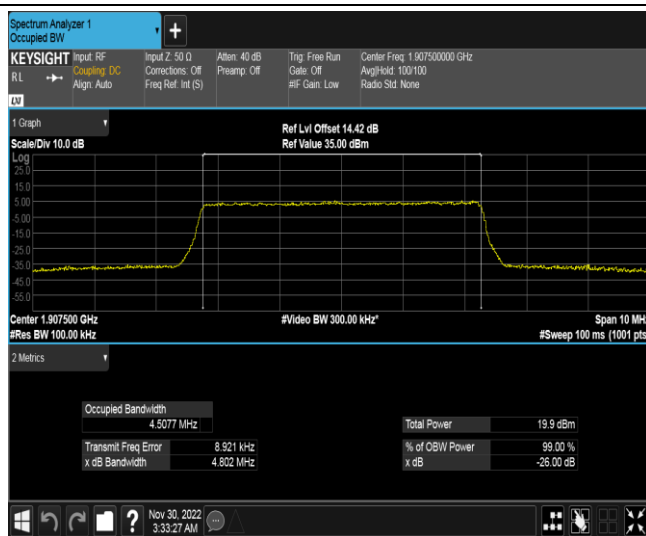 Spectrum Analyzer 1
Occupied BW
+
KEYSIGHT
RL
LXI
Input: RF
Coupling: DC
Align: Auto
Input Z: 50 Ω
Corrections: Off
Freq Ref: Int (S)
Atten: 40 dB
Preamp: Off
Trig: Free Run
Gate: Off
#IF Gain: Low
Center Freq: 1.907500000 GHz
Avg|Hold: 100/100
Radio Std: None
1 Graph
Scale/Div 10.0 dB
Ref Lvl Offset 14.42 dB
Ref Value 35.00 dBm
Log
25.0
15.0
5.00
-5.00
-15.0
-25.0
-35.0
-45.0
-55.0
Center 1.907500 GHz
#Res BW 100.00 kHz
#Video BW 300.00 kHz*
Span 10 MHz
#Sweep 100 ms (1001 pts
2 Metrics
Occupied Bandwidth
4.5077 MHz
Total Power 19.9 dBm
Transmit Freq Error 8.921 kHz
% of OBW Power 99.00 %
x dB Bandwidth 4.802 MHz
x dB -26.00 dB
?
Nov 30, 2022
3:33:27 AM